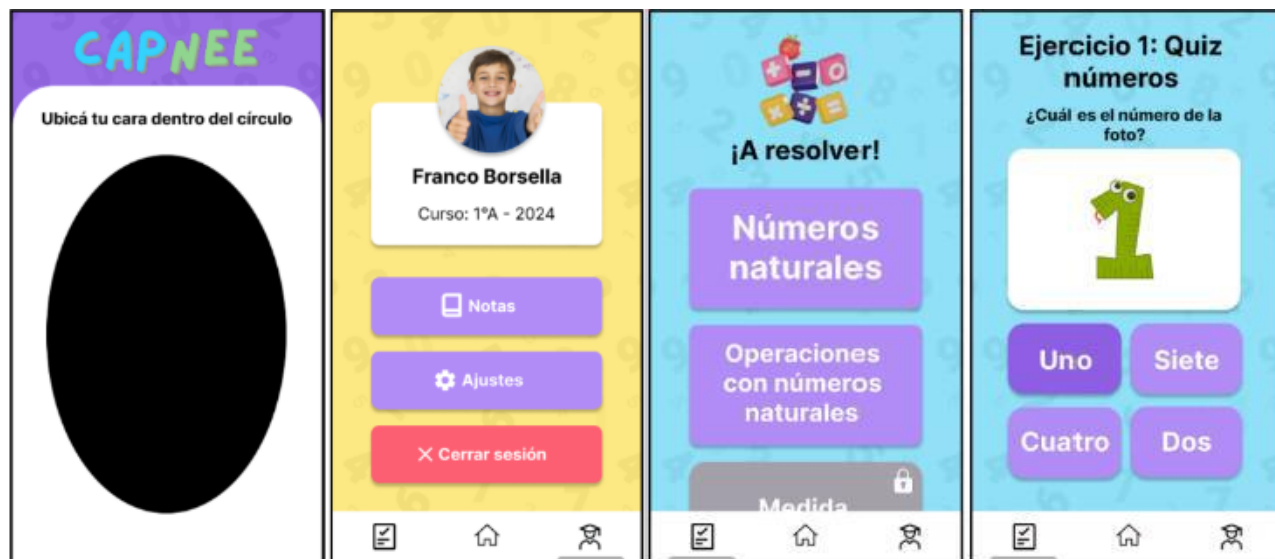 CAPNEE
Ubicá tu cara dentro del círculo
Franco Borsella
Curso: 1°A - 2024
Notas
Ajustes
Cerrar sesión
¡A resolver!
Números
naturales
Operaciones
con números
naturales
Medida
Ejercicio 1: Quiz
números
¿Cuál es el número de la
foto?
1
Uno
Siete
Cuatro
Dos